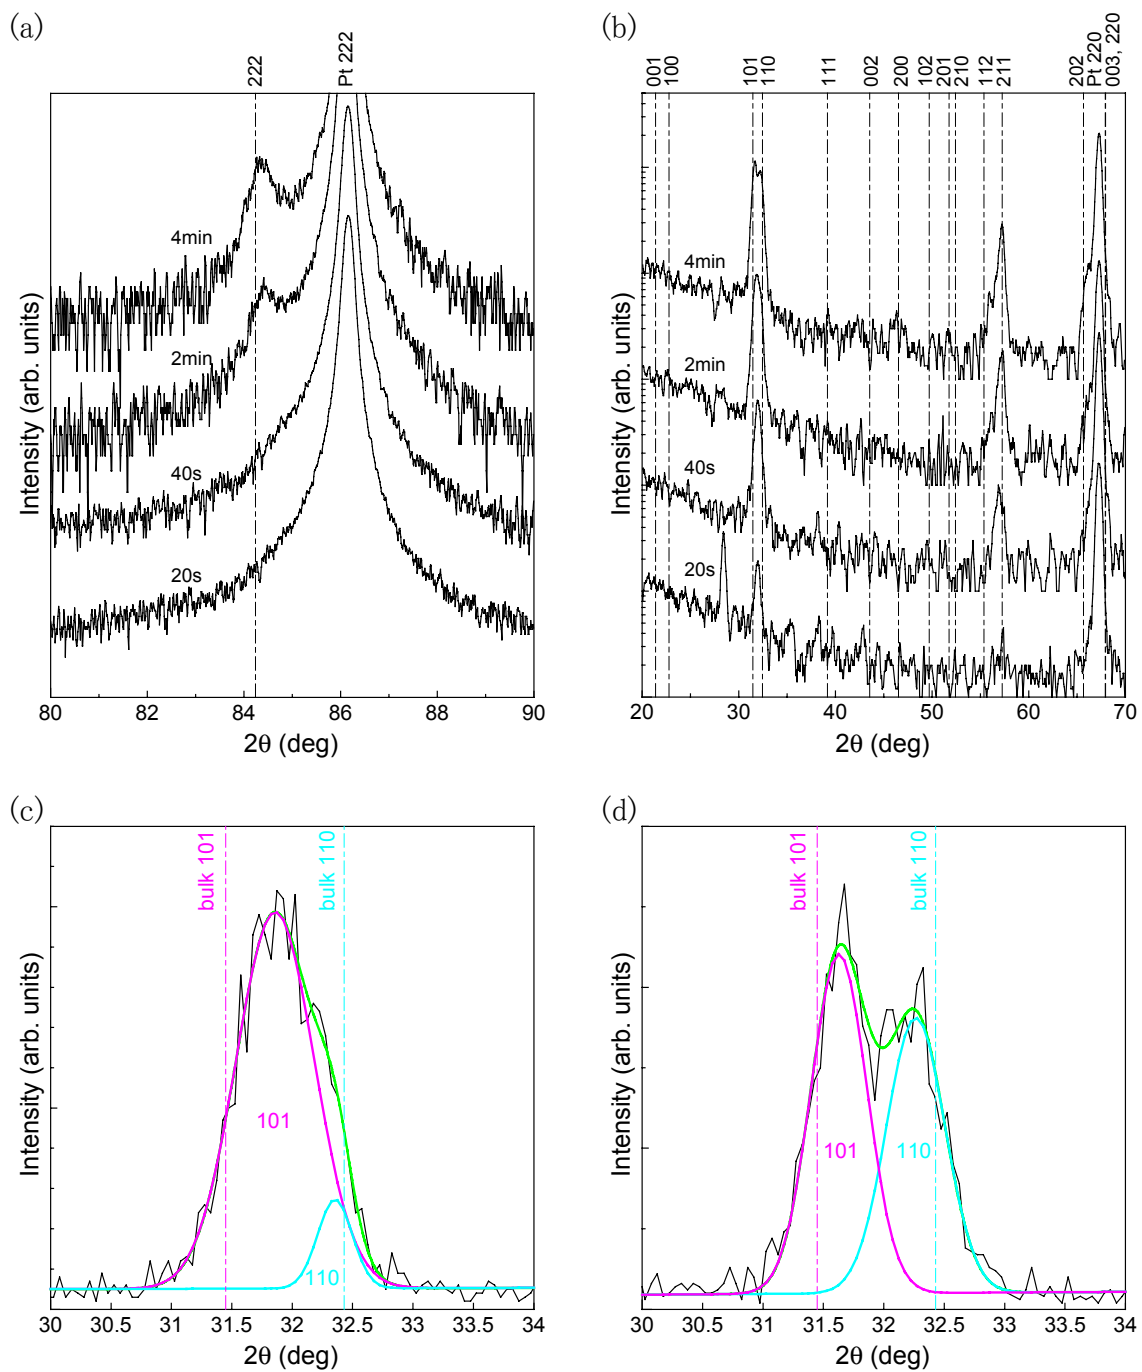 (a)
222
Pt 222
4min
2min
40s
20s
Intensity (arb. units)
80 82 84 86 88 90
2θ (deg)
(b)
001
100
101
110
111
002
200
102
201
210
112
211
202
Pt 220
003, 220
4min
2min
40s
20s
Intensity (arb. units)
20 30 40 50 60 70
2θ (deg)
(c)
bulk 101
bulk 110
101
110
Intensity (arb. units)
30 30.5 31 31.5 32 32.5 33 33.5 34
2θ (deg)
(d)
bulk 101
bulk 110
101
110
Intensity (arb. units)
30 30.5 31 31.5 32 32.5 33 33.5 34
2θ (deg)